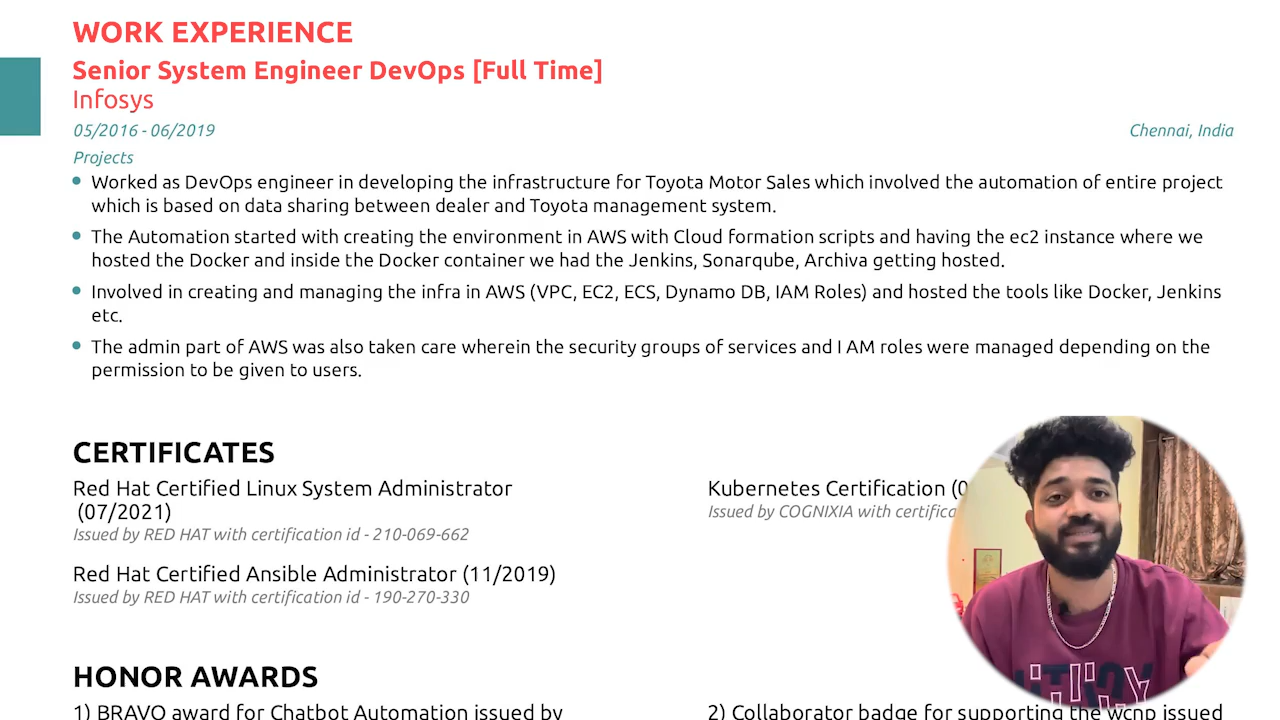 WORK EXPERIENCE
Senior System Engineer DevOps [Full Time]
Infosys
05/2016 - 06/2019
Chennai, India
Projects
Worked as DevOps engineer in developing the infrastructure for Toyota Motor Sales which involved the automation of entire project
which is based on data sharing between dealer and Toyota management system.
The Automation started with creating the environment in AWS with Cloud formation scripts and having the ec2 instance where we
hosted the Docker and inside the Docker container we had the Jenkins, Sonarqube, Archiva getting hosted.
Involved in creating and managing the infra in AWS (VPC, EC2, ECS, Dynamo DB, IAM Roles) and hosted the tools like Docker, Jenkins
etc.
The admin part of AWS was also taken care wherein the security groups of services and I AM roles were managed depending on the
permission to be given to users.
CERTIFICATES
Red Hat Certified Linux System Administrator
(07/2021)
Issued by RED HAT with certification id - 210-069-662
Kubernetes Certification (0
Issued by COGNIXIA with certifica
Red Hat Certified Ansible Administrator (11/2019)
Issued by RED HAT with certification id - 190-270-330
HONOR AWARDS
1) BRAVO award for Chatbot Automation issued by
2) Collaborator badge for supporting the issued